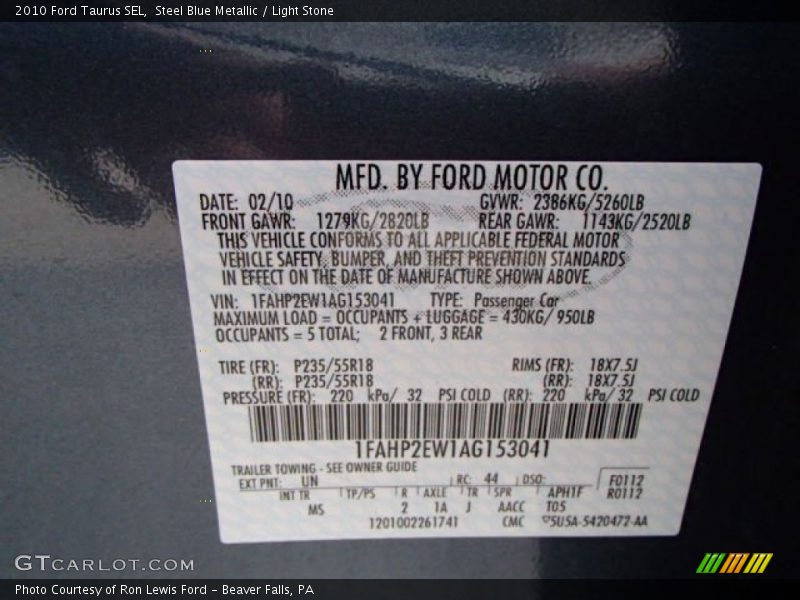 2010 Ford Taurus SEL,  Steel Blue Metallic / Light Stone
MFD. BY FORD MOTOR CO.
DATE: 02/10 GVWR: 2386KG/5260LB
FRONT GAWR: 1279KG/2820LB REAR GAWR: 1143KG/2520LB
THIS VEHICLE CONFORMS TO ALL APPLICABLE FEDERAL MOTOR
VEHICLE SAFETY, BUMPER, AND THEFT PREVENTION STANDARDS
IN EFFECT ON THE DATE OF MANUFACTURE SHOWN ABOVE.
VIN: 1FAHP2EW1AG153041 TYPE: Passenger Car
MAXIMUM LOAD = OCCUPANTS + LUGGAGE = 430KG/ 950LB
OCCUPANTS = 5 TOTAL; 2 FRONT, 3 REAR
TIRE (FR): P235/55R18 RIMS (FR): 18X7.5J
(RR): P235/55R18 (RR): 18X7.5J
PRESSURE (FR): 220 kPa/ 32 PSI COLD (RR): 220 kPa/ 32 PSI COLD
1FAHP2EW1AG153041
TRAILER TOWING - SEE OWNER GUIDE
EXT PNT: UN RC: 44 DSO: F0112
INT TR TP/PS R AXLE TR SPR APH1F R0112
MS 2 1A J AACC T05
1201002261741 CMC 5U5A-5420472-AA
GTCARLOT.COM
Photo Courtesy of Ron Lewis Ford - Beaver Falls, PA